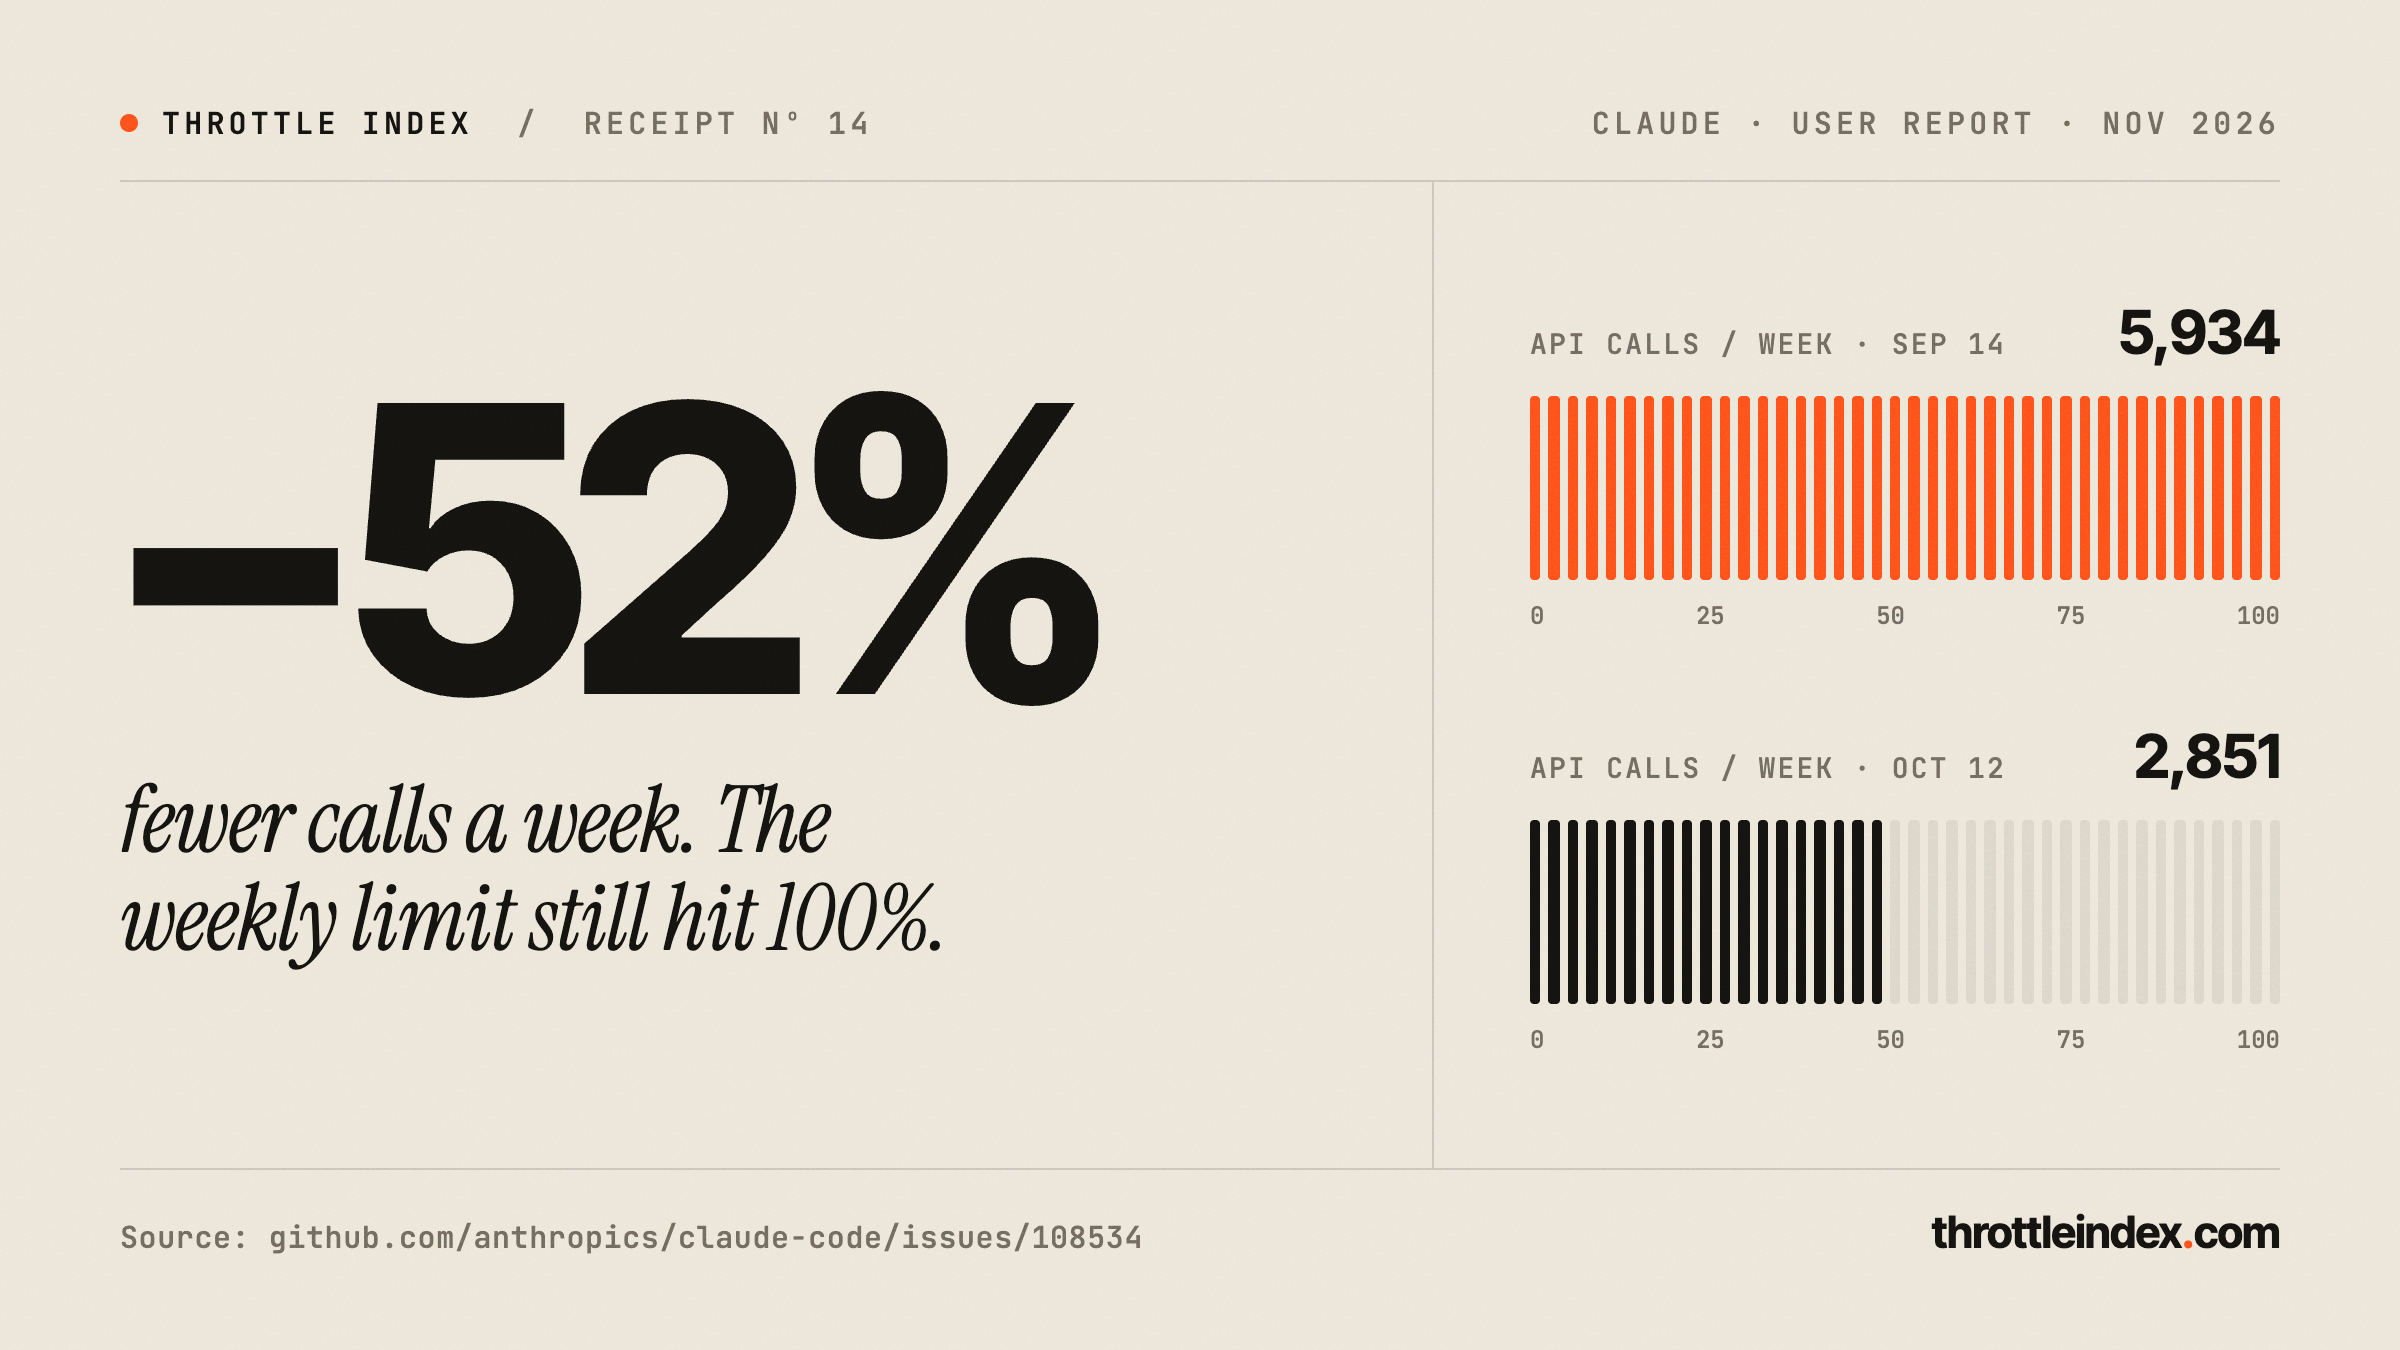 THROTTLE INDEX / RECEIPT Nº 14
CLAUDE · USER REPORT · NOV 2026
–52%
fewer calls a week. The
weekly limit still hit 100%.
API CALLS / WEEK · SEP 14 5,934
0 25 50 75 100
API CALLS / WEEK · OCT 12 2,851
0 25 50 75 100
Source: github.com/anthropics/claude-code/issues/108534
throttleindex.com